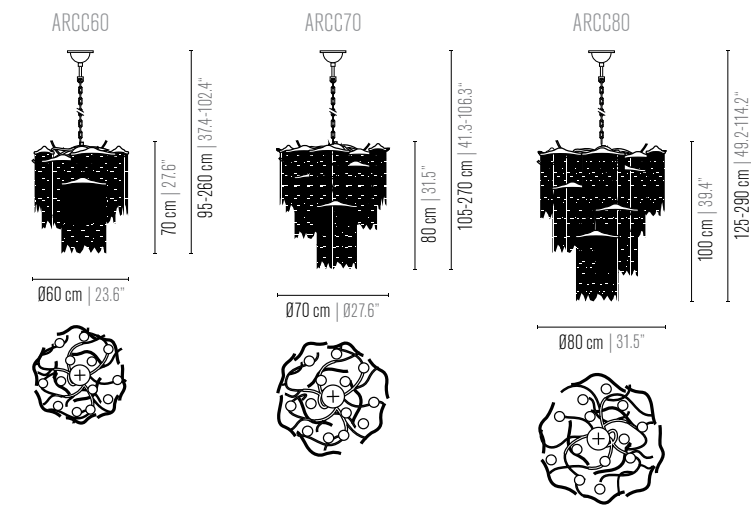 ARCC60
70 cm | 27.6"
95-260 cm | 37.4-102.4"
Ø60 cm | 23.6"
ARCC70
80 cm | 31.5"
105-270 cm | 41.3-106.3"
Ø70 cm | Ø27.6"
ARCC80
100 cm | 39.4"
125-290 cm | 49.2-114.2"
Ø80 cm | 31.5"